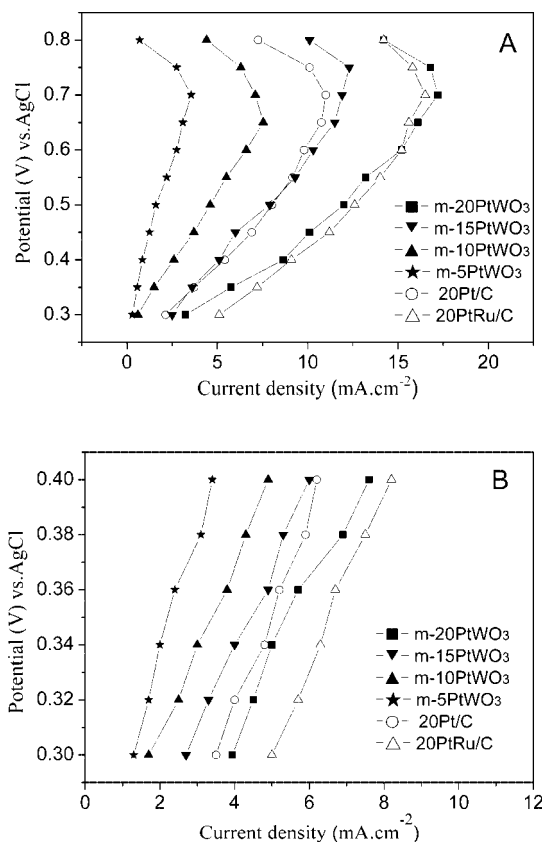 A
0.8
0.7
0.6
0.5
0.4
0.3
Potential (V) vs.AgCl
m-20PtWO₃
m-15PtWO₃
m-10PtWO₃
m-5PtWO₃
20Pt/C
20PtRu/C
0 5 10 15 20
Current density (mA.cm⁻²)
B
0.40
0.38
0.36
0.34
0.32
0.30
Potential (V) vs.AgCl
m-20PtWO₃
m-15PtWO₃
m-10PtWO₃
m-5PtWO₃
20Pt/C
20PtRu/C
0 2 4 6 8 10 12
Current density (mA.cm⁻²)